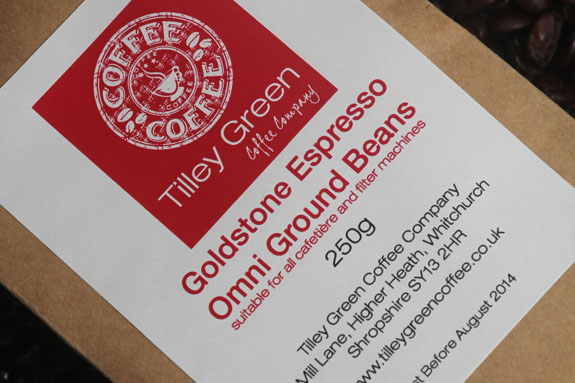 COFFEE
COFFEE
COFFEE
Tilley Green
Coffee Company
Goldstone Espresso
Omni Ground Beans
suitable for all cafetière and filter machines
250g
Tilley Green Coffee Company
Mill Lane, Higher Heath, Whitchurch
Shropshire SY13 2HR
www.tilleygreencoffee.co.uk
Before August 2014